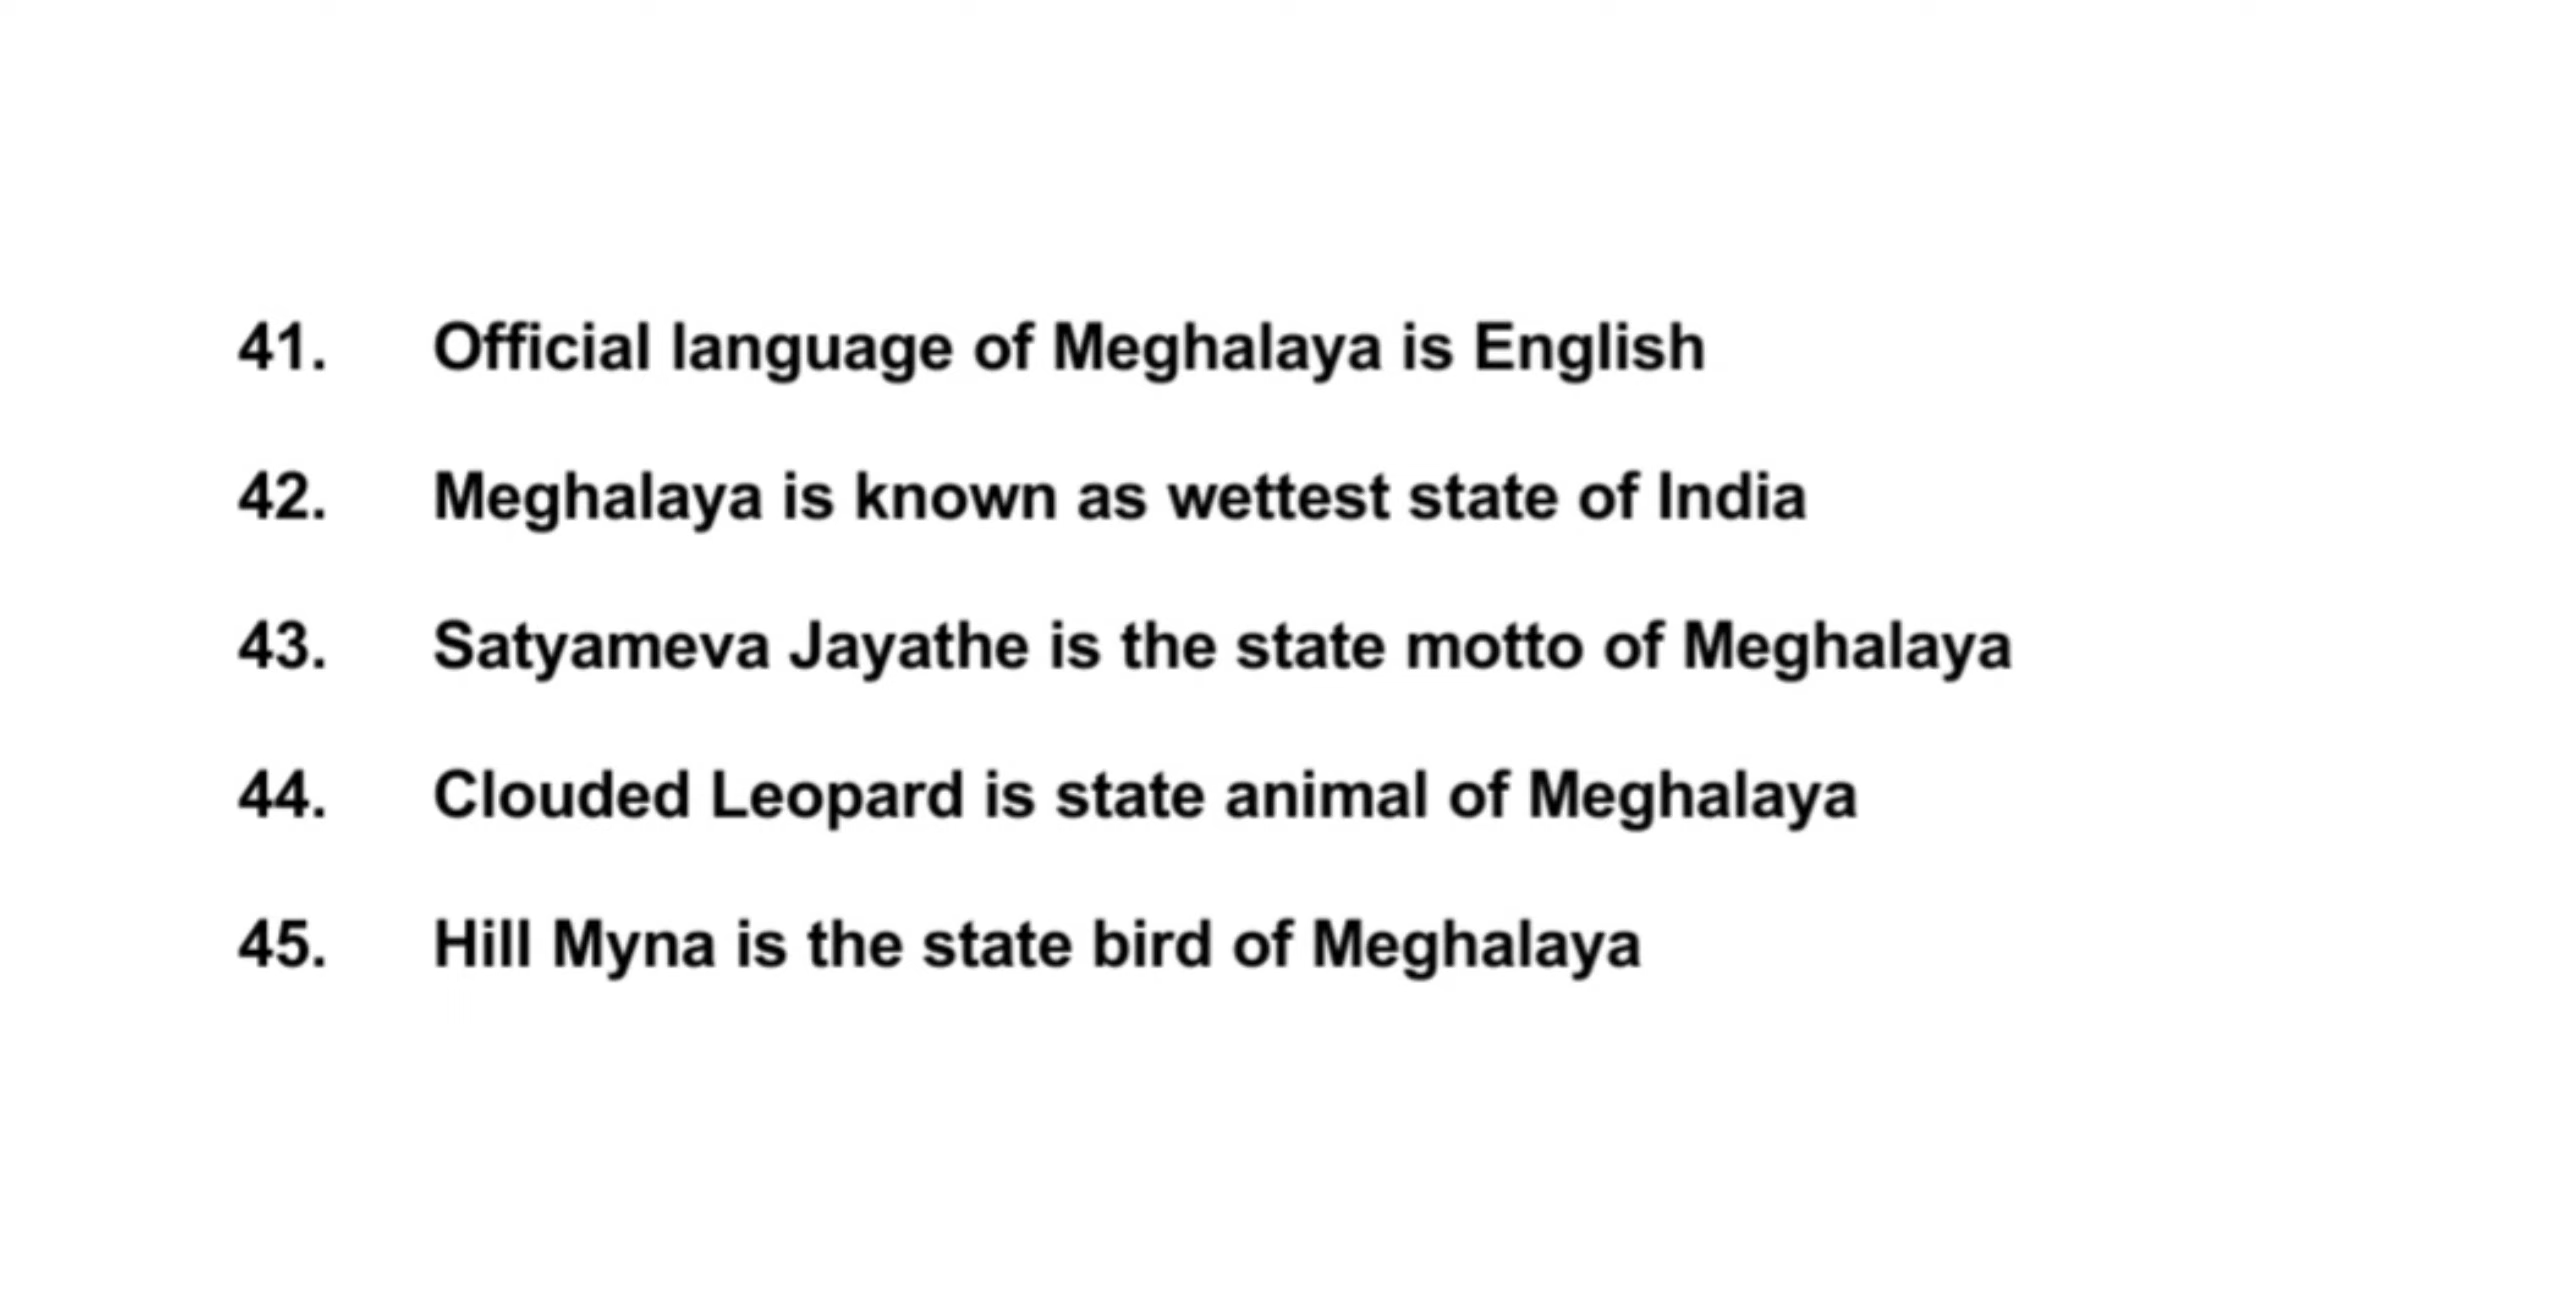 41. Official language of Meghalaya is English
42. Meghalaya is known as wettest state of India
43. Satyameva Jayathe is the state motto of Meghalaya
44. Clouded Leopard is state animal of Meghalaya
45. Hill Myna is the state bird of Meghalaya